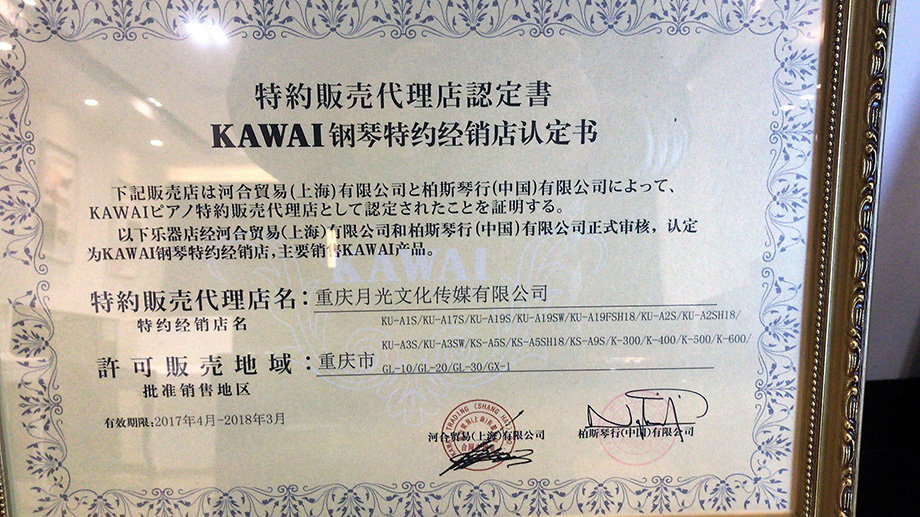 特約販売代理店認定書
KAWAI钢琴特约经销店认定书
下記販売店は河合貿易(上海)有限公司と柏斯琴行(中国)有限公司によって、
KAWAIピアノ特約販売代理店として認定されたことを証明する。
以下乐器店经河合贸易(上海)有限公司和柏斯琴行(中国)有限公司正式审核，认定
为KAWAI钢琴特约经销店，主要销售KAWAI产品。
KAWAI
特約販売代理店名：重庆月光文化传媒有限公司
特约经销店名
KU-A1S/KU-A17S/KU-A19S/KU-A19SW/KU-A19FSH18/KU-A2S/KU-A2SH18/
KU-A3S/KU-A3SW/KS-A5S/KS-A5SH18/KS-A9S/K-300/K-400/K-500/K-600/
許可販売地域：重庆市
GL-10/GL-20/GL-30/GX-1
批准销售地区
有效期限：2017年4月-2018年3月
河合贸易(上海)有限公司
柏斯琴行(中国)有限公司